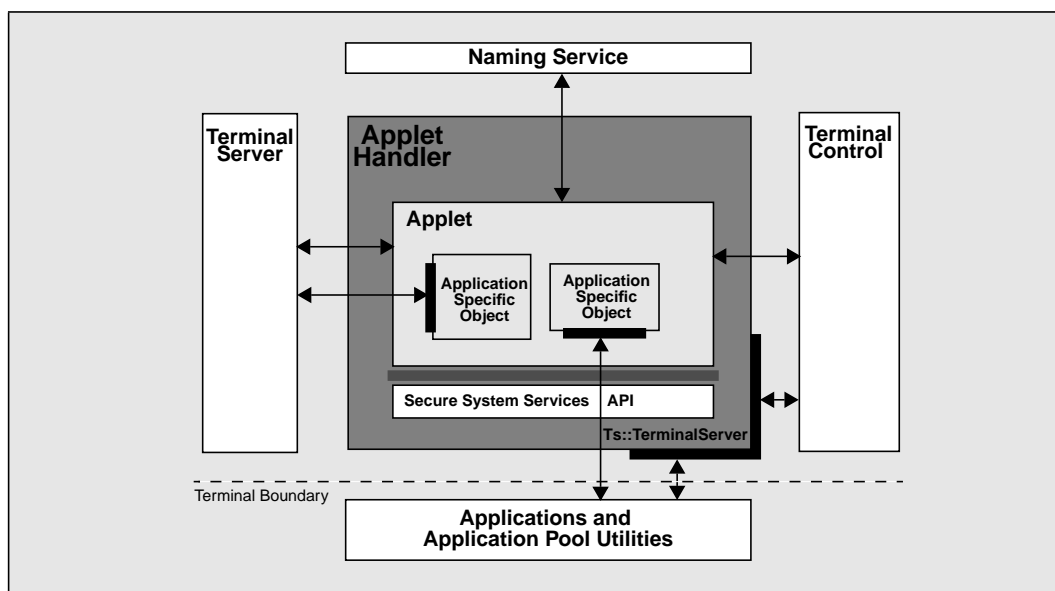 Naming Service
Terminal
Server
Applet
Handler
Terminal
Control
Applet
Application
Specific
Object
Application
Specific
Object
Secure System Services API
Ts::TerminalServer
Terminal Boundary
Applications and
Application Pool Utilities